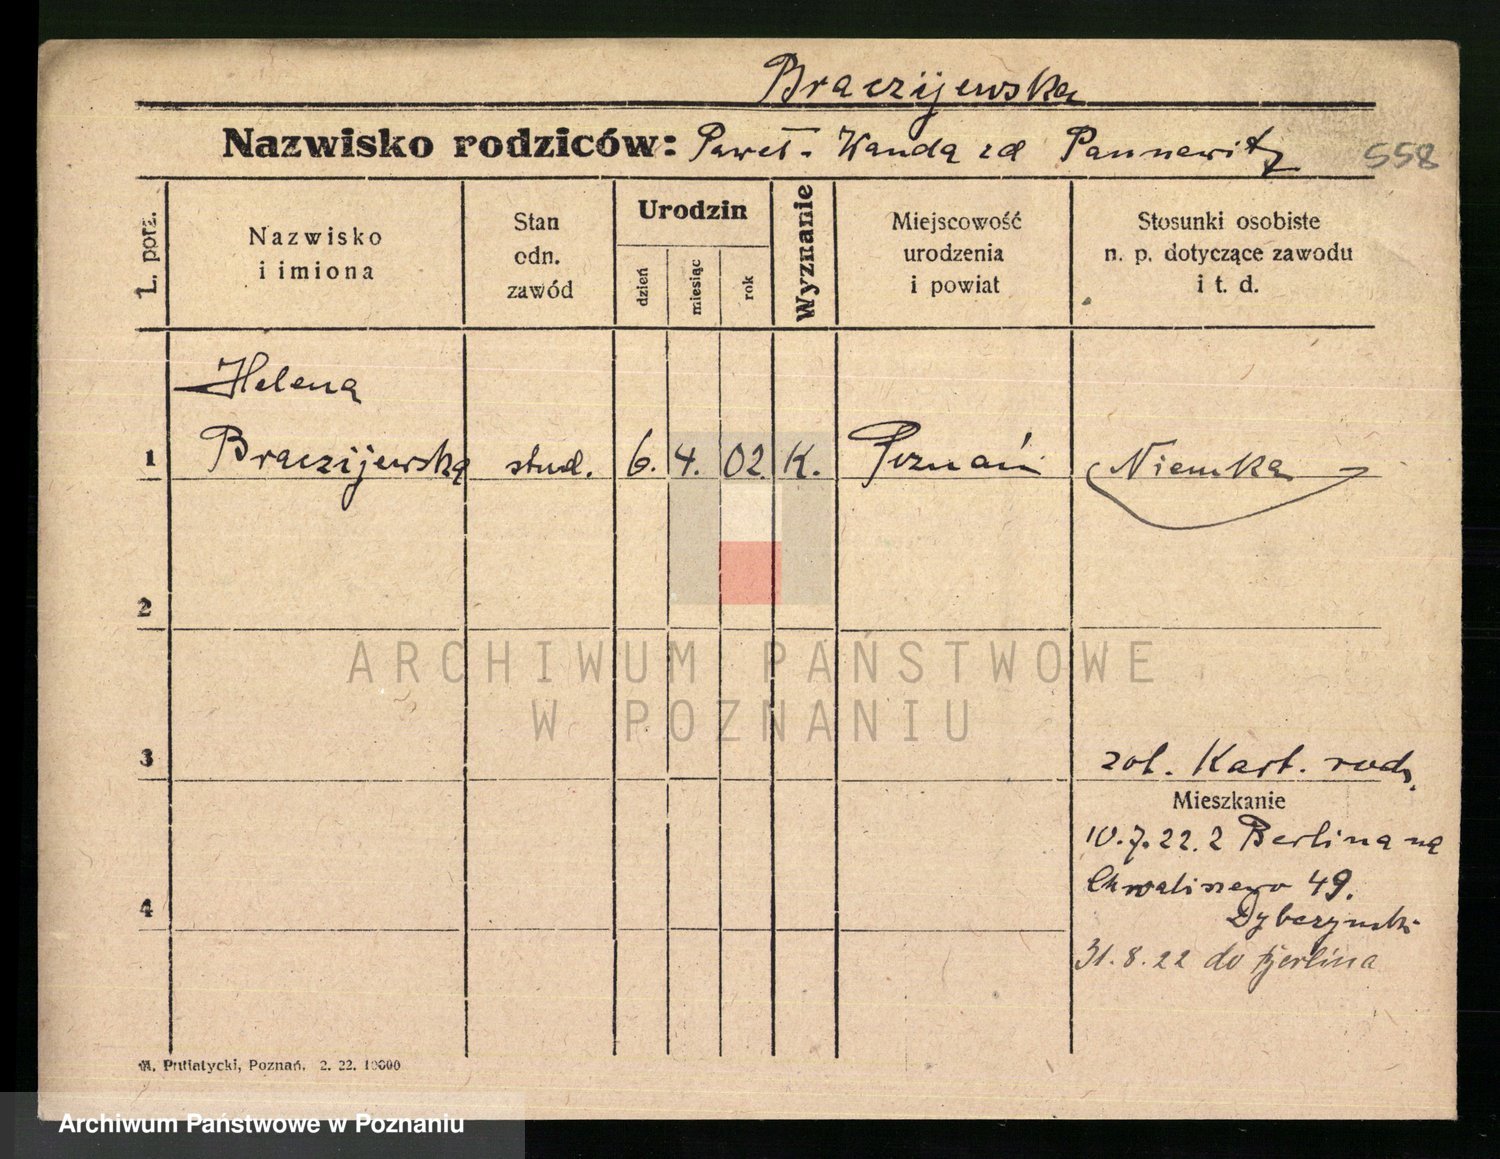 Braczijewska
Nazwisko rodziców: Paweł - Wanda zd Pannewitz 558
L. porz.
Nazwisko
i imiona
Stan
odn.
zawód
Urodzin
dzień
miesiąc
rok
Wyznanie
Miejscowość
urodzenia
i powiat
Stosunki osobiste
n. p. dotyczące zawodu
i t. d.
Helena
1 Braczijewska stud. 6. 4. 02. K. Poznań Niemka
2
ARCHIWUM PAŃSTWOWE
W POZNANIU
3 zob. Kart. rodz.
Mieszkanie
10.7.22. z Berlina na
Chwaliszewo 49.
4
31.8.22 do Berlina
M. Putiatycki, Poznań. 2. 22. 10000
Archiwum Państwowe w Poznaniu